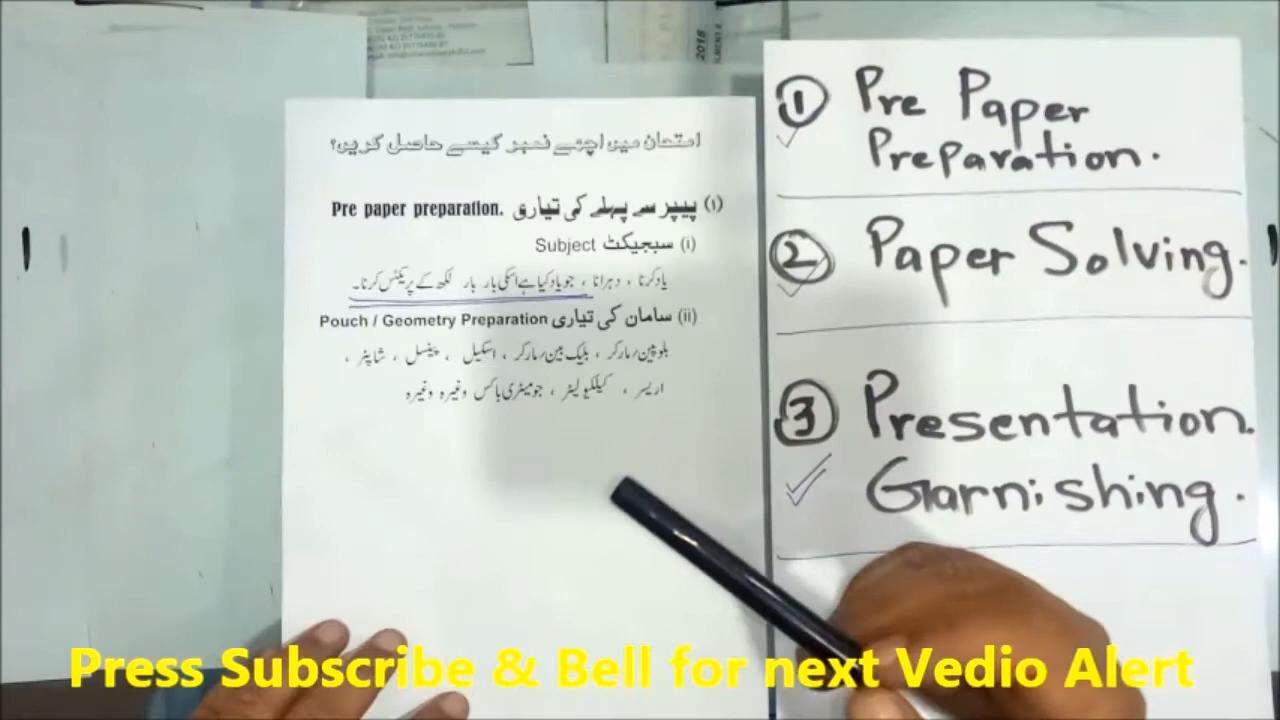 2018
امتحان میں اچھے نمبر کیسے حاصل کریں؟
(۱) پیپر سے پہلے کی تیاری Pre paper preparation.
(i) سبجیکٹ Subject
یاد کرنا ، دہرانا ، جو یاد کیا ہے اسکی بار بار لکھ کے پریکٹس کرنا۔
(ii) سامان کی تیاری Pouch / Geometry Preparation
بلو پین/مارکر ، بلیک پین/مارکر ، اسکیل ، پینسل ، شاپنر ،
اریسر ، کیلکولیٹر ، جومیٹری باکس وغیرہ وغیرہ
1 Pre Paper
Preparation.
2 Paper Solving.
3 Presentation.
Garnishing.
Press Subscribe & Bell for next Vedio Alert